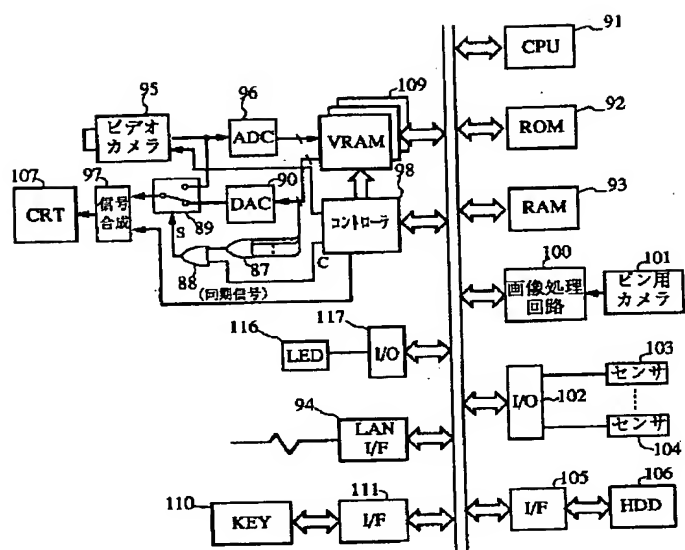 91
CPU
109
95
96
92
ビデオ
カメラ
ADC
VRAM
ROM
107
97
90
98
93
CRT
信号
合成
DAC
コントローラ
RAM
89
S
88
87
C
(同期信号)
100
101
画像処理
回路
ピン用
カメラ
116
117
LED
I/O
103
センサ
I/O
102
センサ
104
94
LAN
I/F
110
111
105
106
KEY
I/F
I/F
HDD